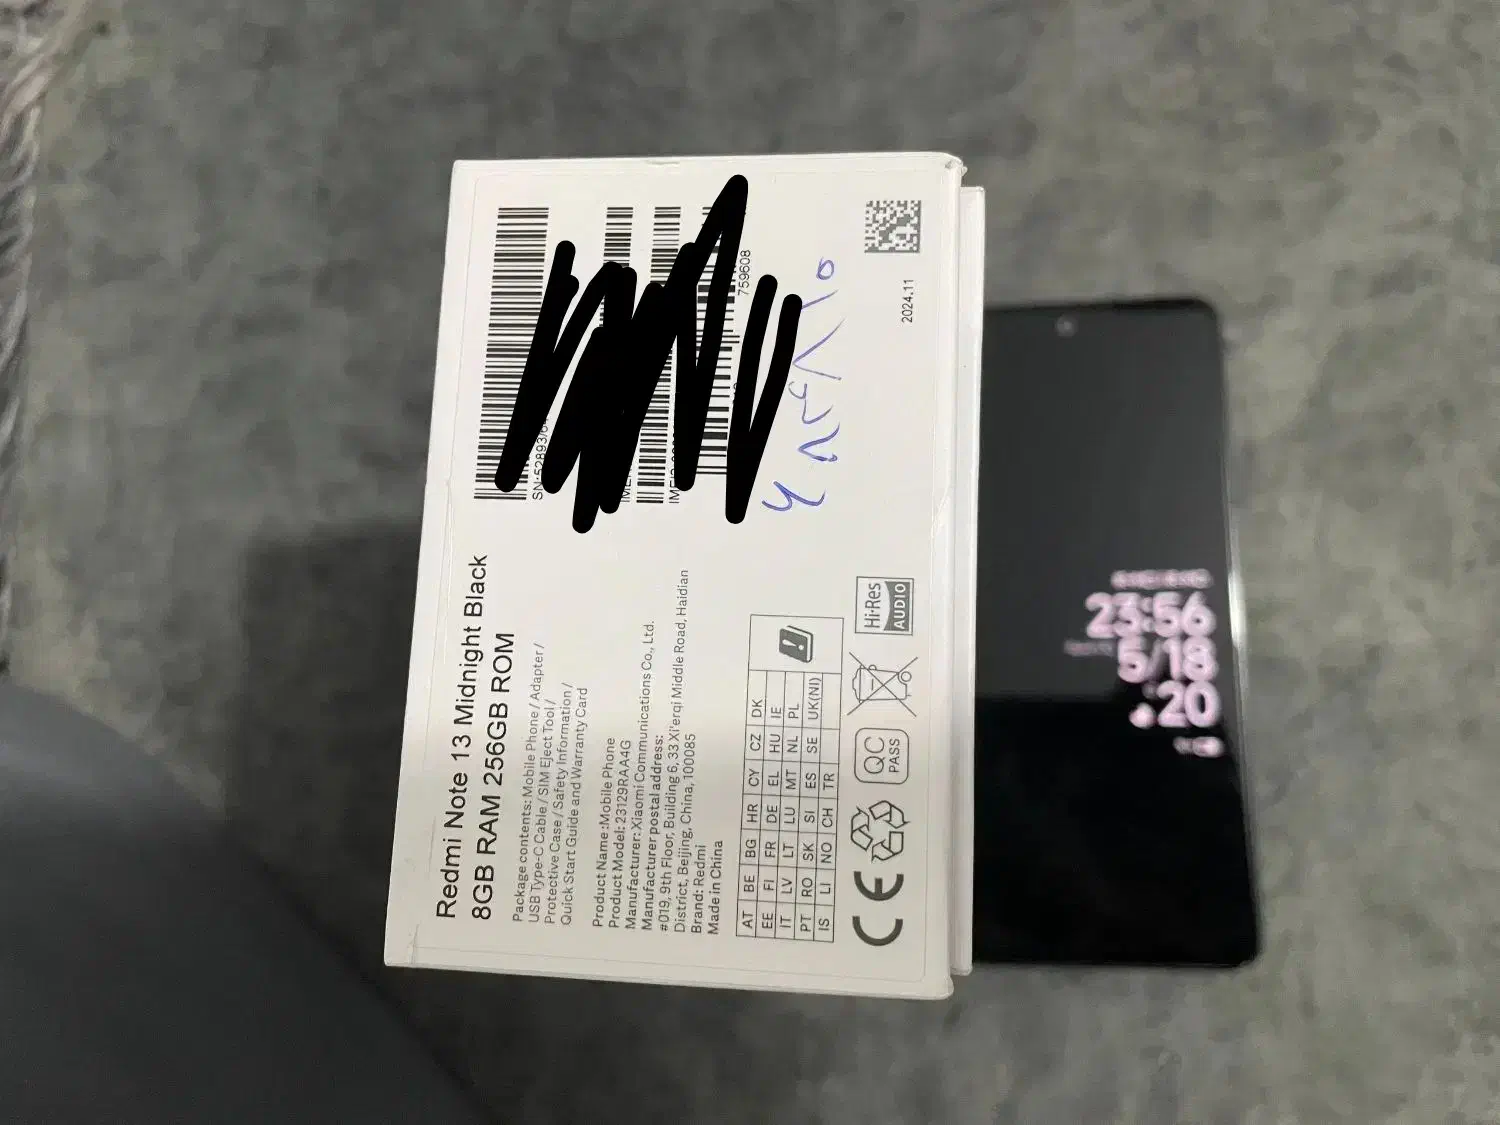 Redmi Note 13 Midnight Black
8GB RAM 256GB ROM
Package contents: Mobile Phone / Adapter /
USB Type-C Cable / SIM Eject Tool /
Protective Case / Safety Information /
Quick Start Guide and Warranty Card
Product Name:Mobile Phone
Product Model: 23129RAA4G
Manufacturer: Xiaomi Communications Co., Ltd.
Manufacturer postal address:
#019, 9th Floor, Building 6, 33 Xi'erqi Middle Road, Haidian
District, Beijing, China, 100085
Brand: Redmi
Made in China
AT BE BG HR CY CZ DK
EE FI FR DE EL HU IE
IT LV LT LU MT NL PL
PT RO SK SI ES SE UK(NI)
IS LI NO CH TR
CE
QC
PASS
Hi-Res
AUDIO
SN:52893/6
759608
2024.11
23:56
5/18
20